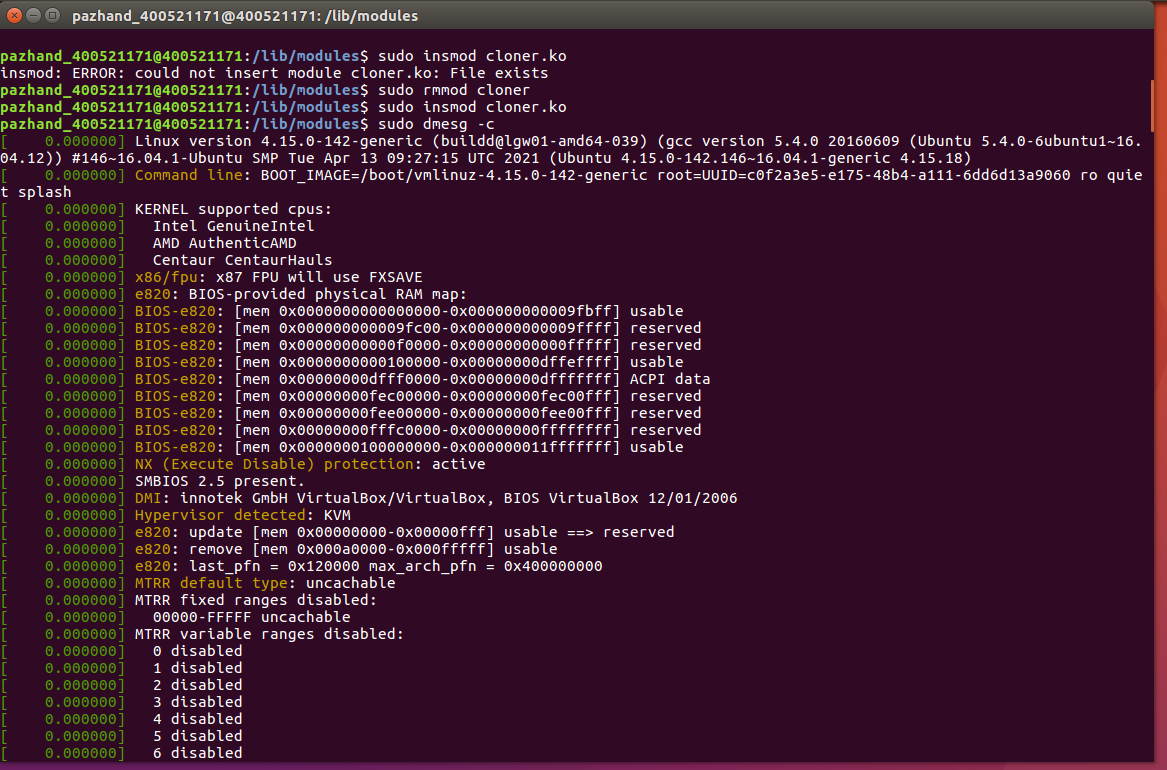 pazhand_400521171@400521171: /lib/modules
pazhand_400521171@400521171:/lib/modules$ sudo insmod cloner.ko
insmod: ERROR: could not insert module cloner.ko: File exists
pazhand_400521171@400521171:/lib/modules$ sudo rmmod cloner
pazhand_400521171@400521171:/lib/modules$ sudo insmod cloner.ko
pazhand_400521171@400521171:/lib/modules$ sudo dmesg -c
[    0.000000] Linux version 4.15.0-142-generic (buildd@lgw01-amd64-039) (gcc version 5.4.0 20160609 (Ubuntu 5.4.0-6ubuntu1~16.
04.12)) #146~16.04.1-Ubuntu SMP Tue Apr 13 09:27:15 UTC 2021 (Ubuntu 4.15.0-142.146~16.04.1-generic 4.15.18)
[    0.000000] Command line: BOOT_IMAGE=/boot/vmlinuz-4.15.0-142-generic root=UUID=c0f2a3e5-e175-48b4-a111-6dd6d13a9060 ro quie
t splash
[    0.000000] KERNEL supported cpus:
[    0.000000]   Intel GenuineIntel
[    0.000000]   AMD AuthenticAMD
[    0.000000]   Centaur CentaurHauls
[    0.000000] x86/fpu: x87 FPU will use FXSAVE
[    0.000000] e820: BIOS-provided physical RAM map:
[    0.000000] BIOS-e820: [mem 0x0000000000000000-0x000000000009fbff] usable
[    0.000000] BIOS-e820: [mem 0x000000000009fc00-0x000000000009ffff] reserved
[    0.000000] BIOS-e820: [mem 0x00000000000f0000-0x00000000000fffff] reserved
[    0.000000] BIOS-e820: [mem 0x0000000000100000-0x00000000dffeffff] usable
[    0.000000] BIOS-e820: [mem 0x00000000dfff0000-0x00000000dfffffff] ACPI data
[    0.000000] BIOS-e820: [mem 0x00000000fec00000-0x00000000fec00fff] reserved
[    0.000000] BIOS-e820: [mem 0x00000000fee00000-0x00000000fee00fff] reserved
[    0.000000] BIOS-e820: [mem 0x00000000fffc0000-0x00000000ffffffff] reserved
[    0.000000] BIOS-e820: [mem 0x0000000100000000-0x000000011fffffff] usable
[    0.000000] NX (Execute Disable) protection: active
[    0.000000] SMBIOS 2.5 present.
[    0.000000] DMI: innotek GmbH VirtualBox/VirtualBox, BIOS VirtualBox 12/01/2006
[    0.000000] Hypervisor detected: KVM
[    0.000000] e820: update [mem 0x00000000-0x00000fff] usable ==> reserved
[    0.000000] e820: remove [mem 0x000a0000-0x000fffff] usable
[    0.000000] e820: last_pfn = 0x120000 max_arch_pfn = 0x400000000
[    0.000000] MTRR default type: uncachable
[    0.000000] MTRR fixed ranges disabled:
[    0.000000]   00000-FFFFF uncachable
[    0.000000] MTRR variable ranges disabled:
[    0.000000]   0 disabled
[    0.000000]   1 disabled
[    0.000000]   2 disabled
[    0.000000]   3 disabled
[    0.000000]   4 disabled
[    0.000000]   5 disabled
[    0.000000]   6 disabled